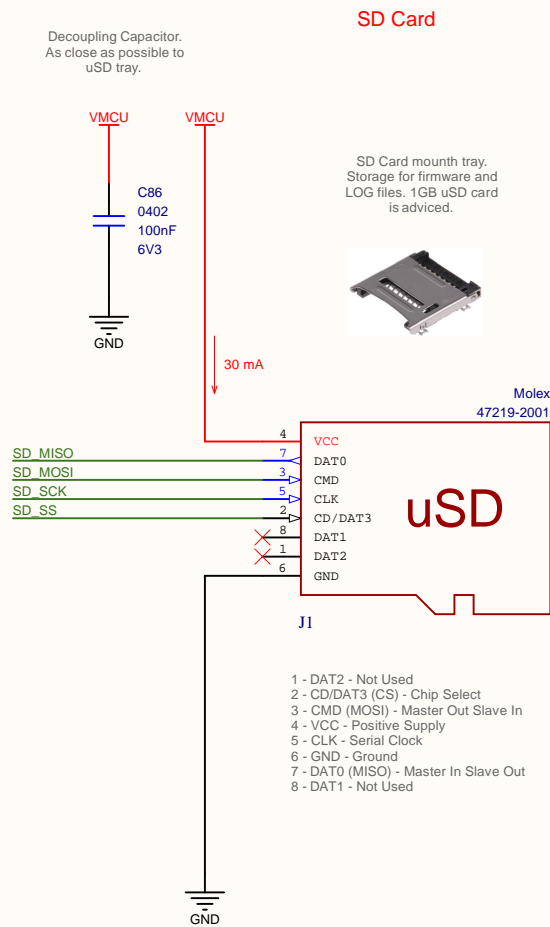 SD Card
Decoupling Capacitor.
As close as possible to
uSD tray.
VMCU
VMCU
C86
0402
100nF
6V3
GND
SD Card mounth tray.
Storage for firmware and
LOG files. 1GB uSD card
is adviced.
30 mA
Molex
47219-2001
4 VCC
SD_MISO 7 DAT0
SD_MOSI 3 CMD
SD_SCK 5 CLK
SD_SS 2 CD/DAT3
8 DAT1
1 DAT2
6 GND
uSD
J1
1 - DAT2 - Not Used
2 - CD/DAT3 (CS) - Chip Select
3 - CMD (MOSI) - Master Out Slave In
4 - VCC - Positive Supply
5 - CLK - Serial Clock
6 - GND - Ground
7 - DAT0 (MISO) - Master In Slave Out
8 - DAT1 - Not Used
GND